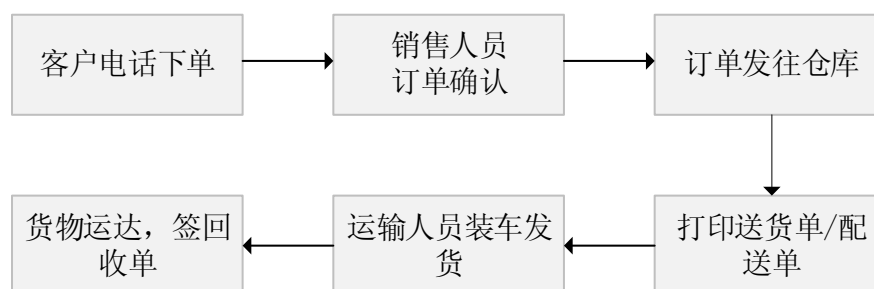 客户电话下单
销售人员
订单确认
订单发往仓库
打印送货单/配
送单
运输人员装车发
货
货物运达，签回
收单